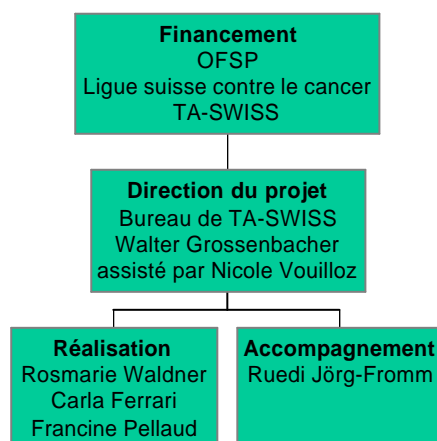 Financement
OFSP
Ligue suisse contre le cancer
TA-SWISS
Direction du projet
Bureau de TA-SWISS
Walter Grossenbacher
assisté par Nicole Vouilloz
Réalisation
Rosmarie Waldner
Carla Ferrari
Francine Pellaud
Accompagnement
Ruedi Jörg-Fromm